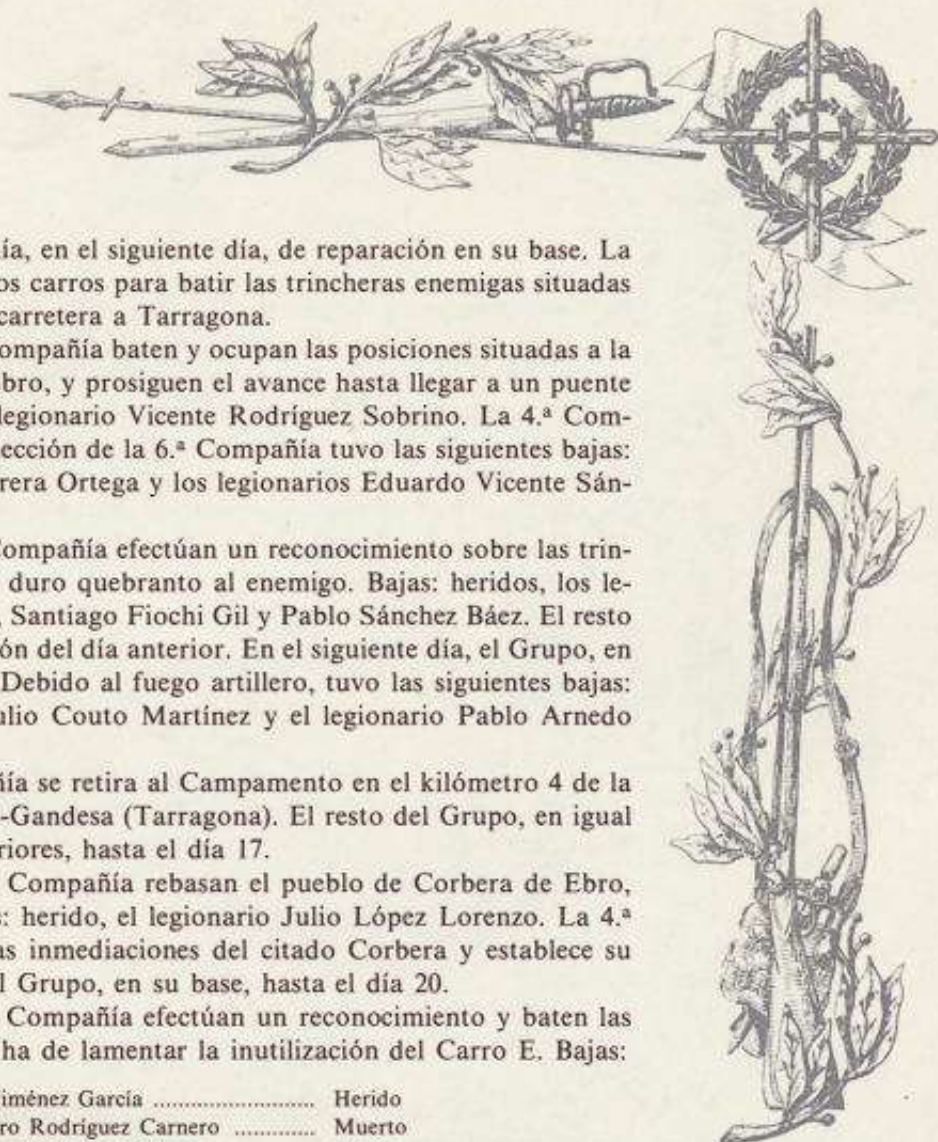 ía, en el siguiente día, de reparación en su base. La
os carros para batir las trincheras enemigas situadas
carretera a Tarragona.
ompañía baten y ocupan las posiciones situadas a la
bro, y prosiguen el avance hasta llegar a un puente
legionario Vicente Rodríguez Sobrino. La 4.ª Com-
ección de la 6.ª Compañía tuvo las siguientes bajas:
rera Ortega y los legionarios Eduardo Vicente Sán-
Compañía efectúan un reconocimiento sobre las trin-
duro quebranto al enemigo. Bajas: heridos, los le-
, Santiago Fiochi Gil y Pablo Sánchez Báez. El resto
ón del día anterior. En el siguiente día, el Grupo, en
Debido al fuego artillero, tuvo las siguientes bajas:
ulio Couto Martínez y el legionario Pablo Arnedo
ñía se retira al Campamento en el kilómetro 4 de la
-Gandesa (Tarragona). El resto del Grupo, en igual
riores, hasta el día 17.
Compañía rebasan el pueblo de Corbera de Ebro,
s: herido, el legionario Julio López Lorenzo. La 4.ª
as inmediaciones del citado Corbera y establece su
l Grupo, en su base, hasta el día 20.
Compañía efectúan un reconocimiento y baten las
ha de lamentar la inutilización del Carro E. Bajas:
iménez García .......................... Herido
ro Rodríguez Carnero ............. Muerto